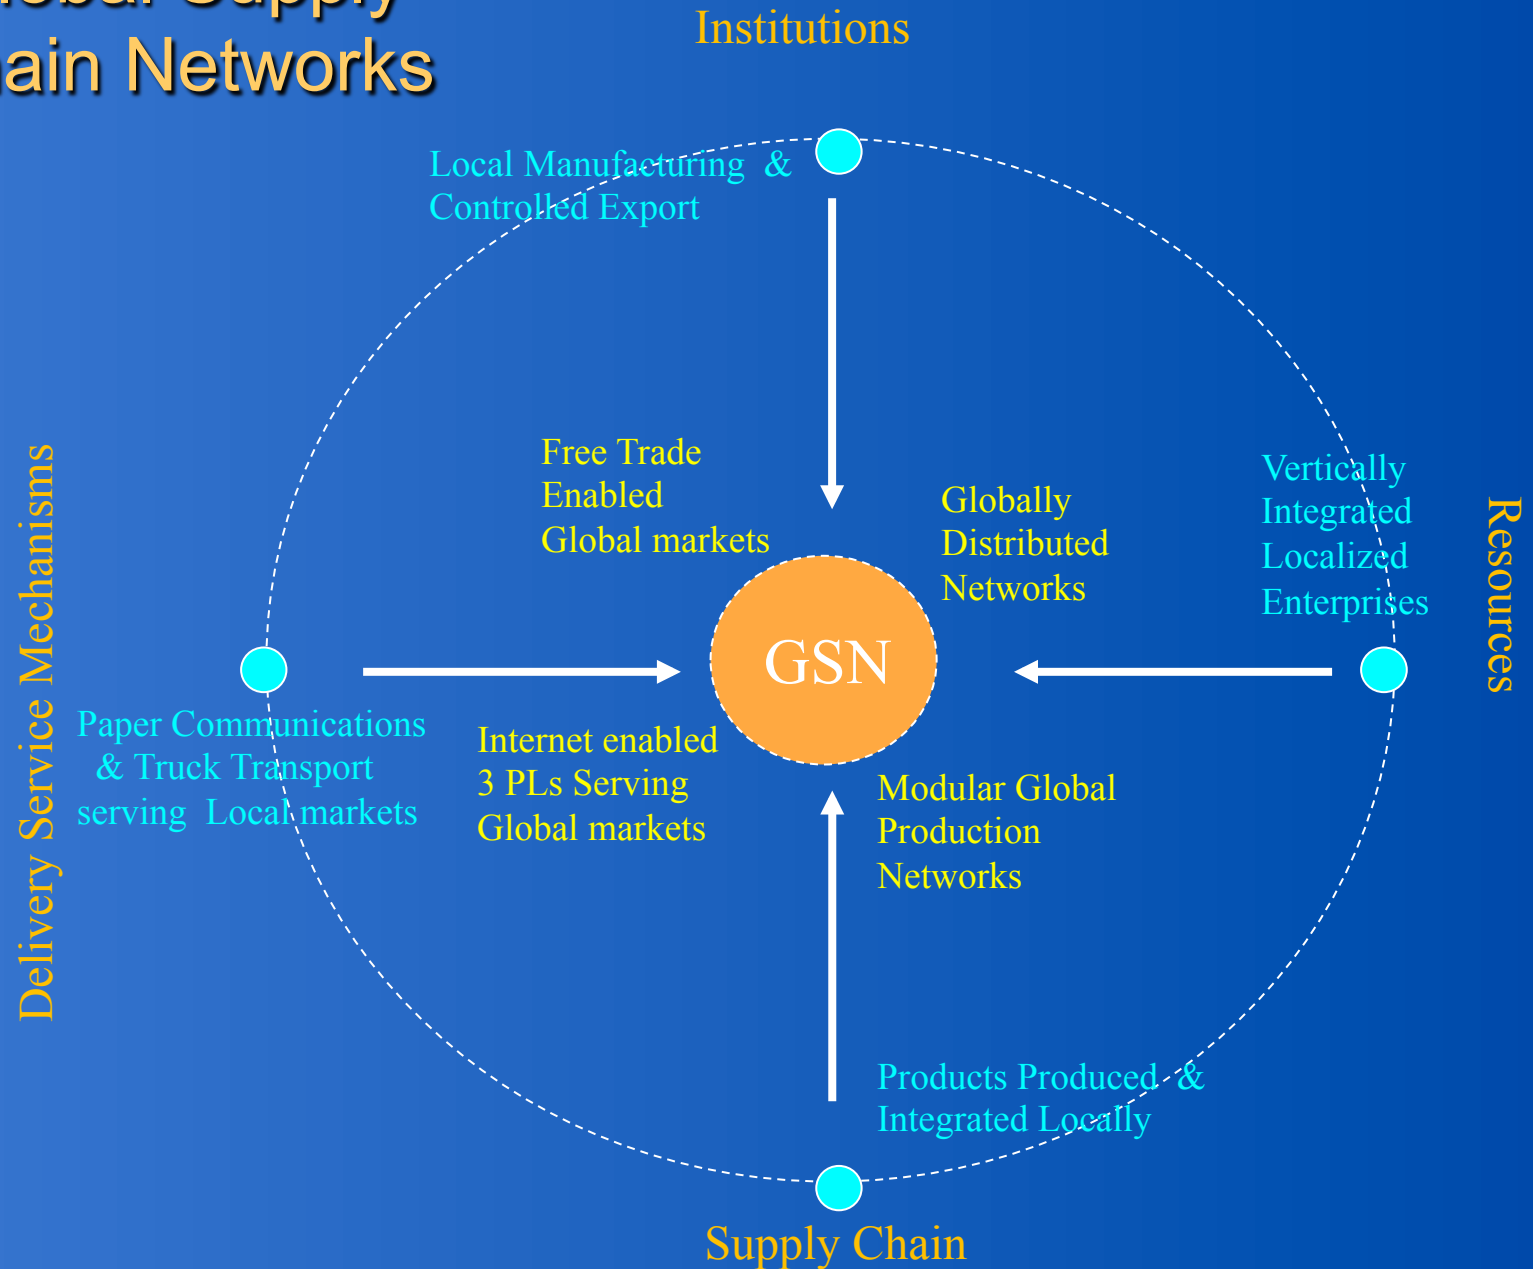 lobal Supply
ain Networks
Institutions
Local Manufacturing &
Controlled Export
Free Trade
Enabled
Global markets
Globally
Distributed
Networks
Vertically
Integrated
Localized
Enterprises
Resources
Delivery Service Mechanisms
GSN
Paper Communications
& Truck Transport
serving Local markets
Internet enabled
3 PLs Serving
Global markets
Modular Global
Production
Networks
Products Produced &
Integrated Locally
Supply Chain